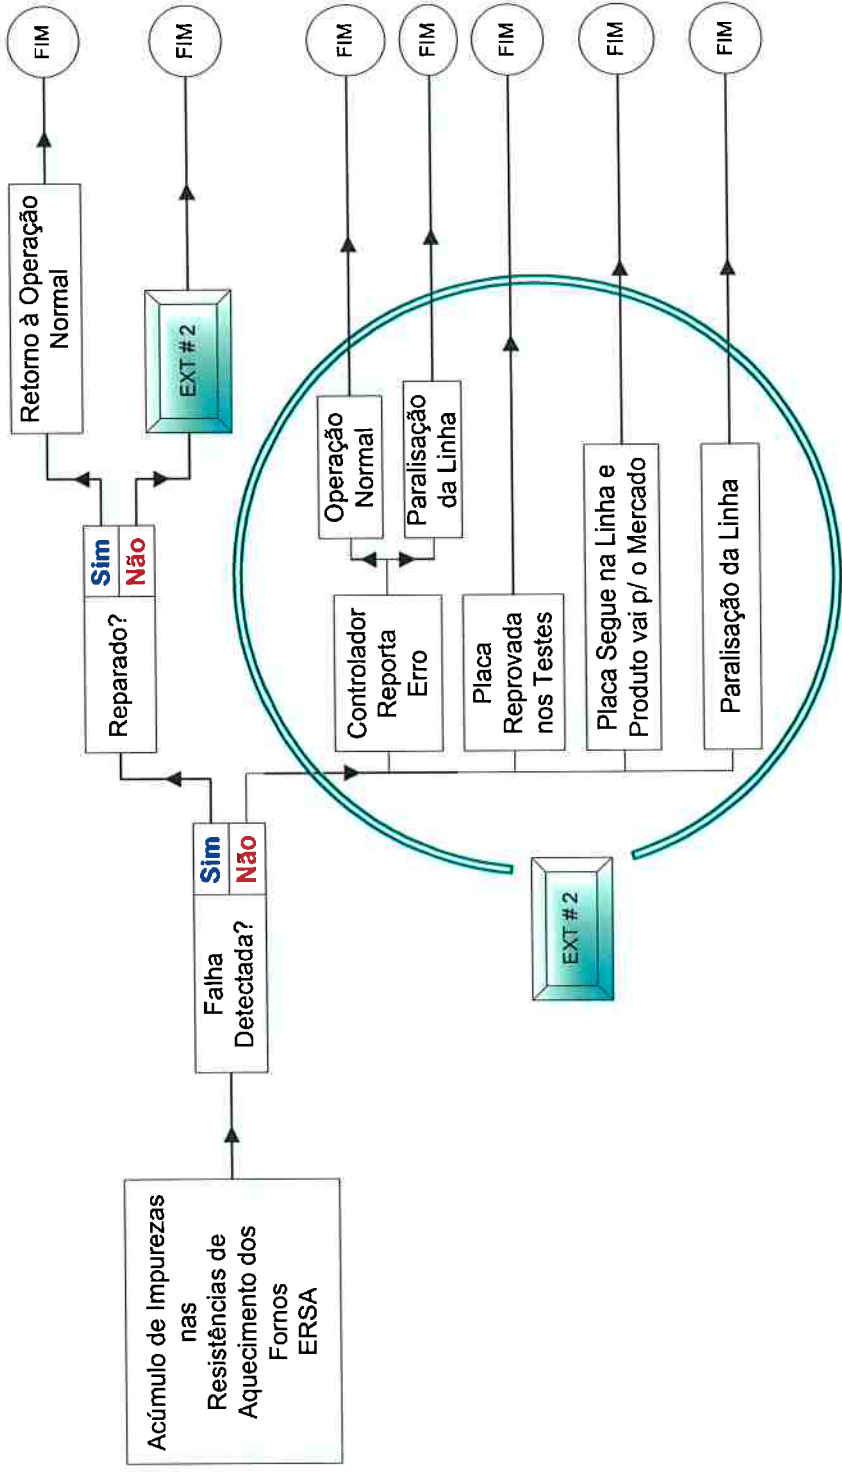 Acúmulo de Impurezas
nas
Resistências de
Aquecimento dos
Fornos
ERSA
Falha
Detectada?
Sim
Não
Reparado?
Sim
Não
Retorno à Operação
Normal
FIM
EXT # 2
FIM
EXT # 2
Controlador
Reporta
Erro
Operação
Normal
FIM
Paralisação
da Linha
FIM
Placa
Reprovada
nos Testes
FIM
Placa Segue na Linha e
Produto vai p/ o Mercado
FIM
Paralisação da Linha
FIM